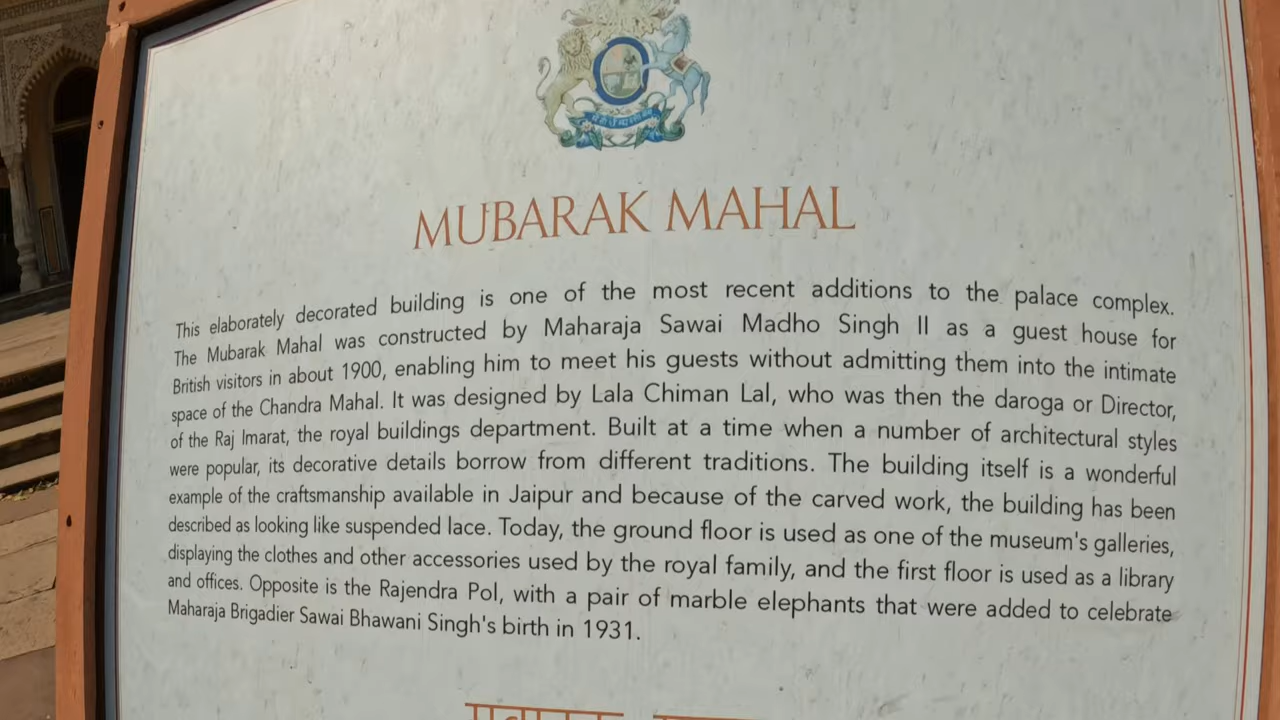 MUBARAK MAHAL
This elaborately decorated building is one of the most recent additions to the palace complex.
The Mubarak Mahal was constructed by Maharaja Sawai Madho Singh II as a guest house for
British visitors in about 1900, enabling him to meet his guests without admitting them into the intimate
space of the Chandra Mahal. It was designed by Lala Chiman Lal, who was then the daroga or Director,
of the Raj Imarat, the royal buildings department. Built at a time when a number of architectural styles
were popular, its decorative details borrow from different traditions. The building itself is a wonderful
example of the craftsmanship available in Jaipur and because of the carved work, the building has been
described as looking like suspended lace. Today, the ground floor is used as one of the museum's galleries,
displaying the clothes and other accessories used by the royal family, and the first floor is used as a library
and offices. Opposite is the Rajendra Pol, with a pair of marble elephants that were added to celebrate
Maharaja Brigadier Sawai Bhawani Singh's birth in 1931.